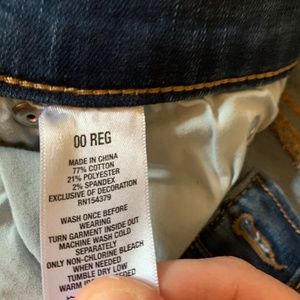 00 REG
MADE IN CHINA
77% COTTON
21% POLYESTER
2% SPANDEX
EXCLUSIVE OF DECORATION
RN154379
WASH ONCE BEFORE
WEARING
TURN GARMENT INSIDE OUT
MACHINE WASH COLD
SEPARATELY
ONLY NON-CHLORINE BLEACH
WHEN NEEDED
TUMBLE DRY LOW